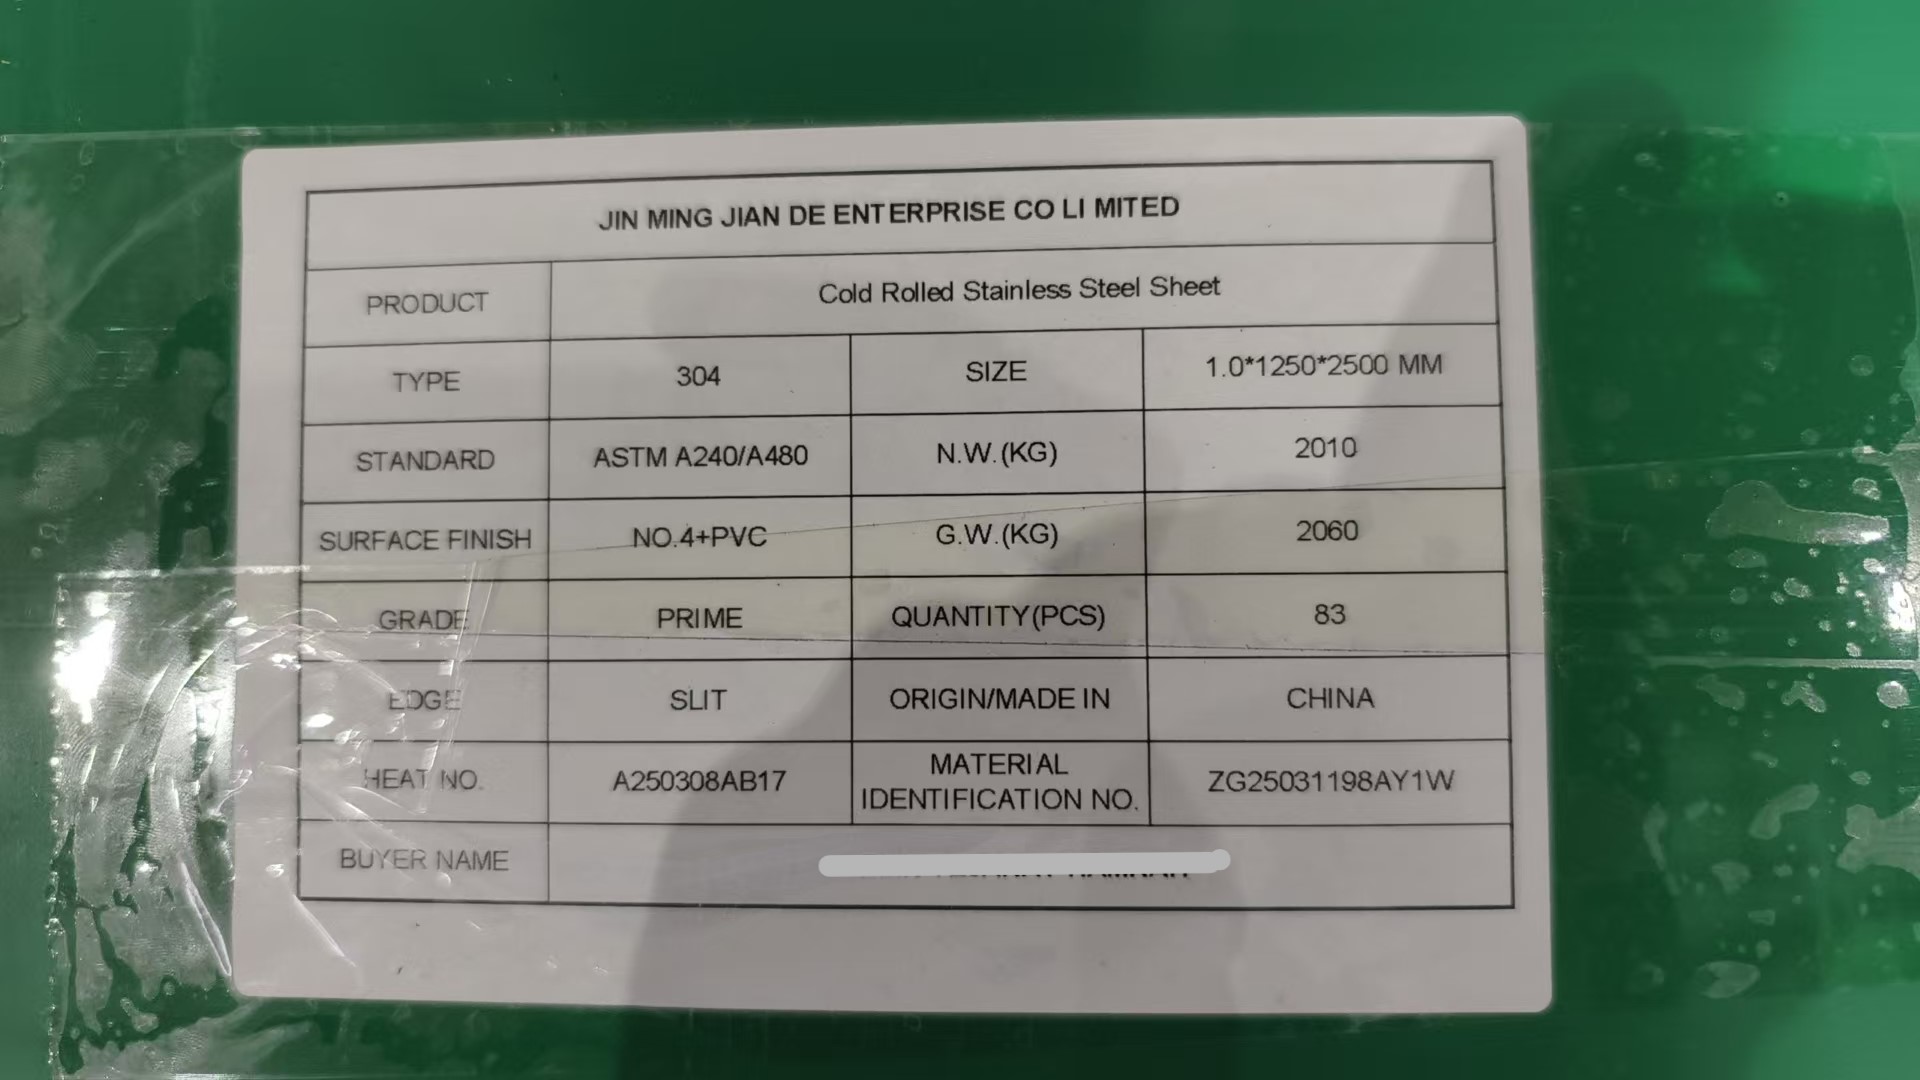 JIN MING JIAN DE ENTERPRISE CO LI MITED
PRODUCT Cold Rolled Stainless Steel Sheet
TYPE 304 SIZE 1.0*1250*2500 MM
STANDARD ASTM A240/A480 N.W.(KG) 2010
SURFACE FINISH NO.4+PVC G.W.(KG) 2060
GRADE PRIME QUANTITY(PCS) 83
EDGE SLIT ORIGIN/MADE IN CHINA
HEAT NO. A250308AB17 MATERIAL IDENTIFICATION NO. ZG25031198AY1W
BUYER NAME